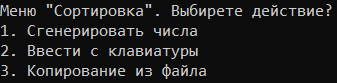 Меню "Сортировка". Выбирете действие?
1. Сгенерировать числа
2. Ввести с клавиатуры
3. Копирование из файла